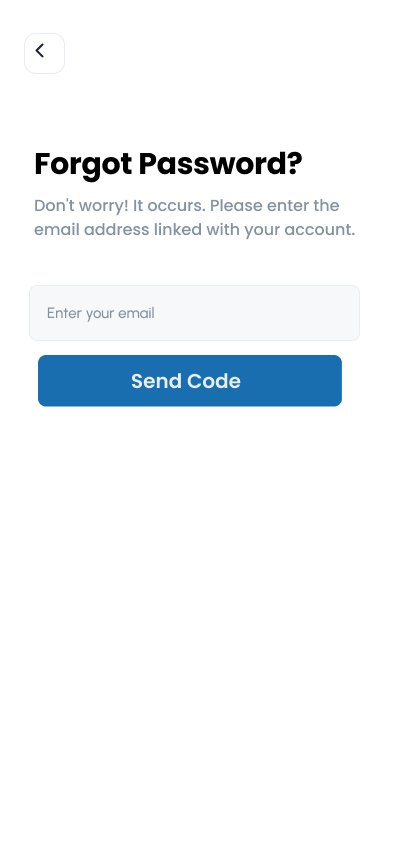 Forgot Password?
Don't worry! It occurs. Please enter the
email address linked with your account.
Enter your email
Send Code